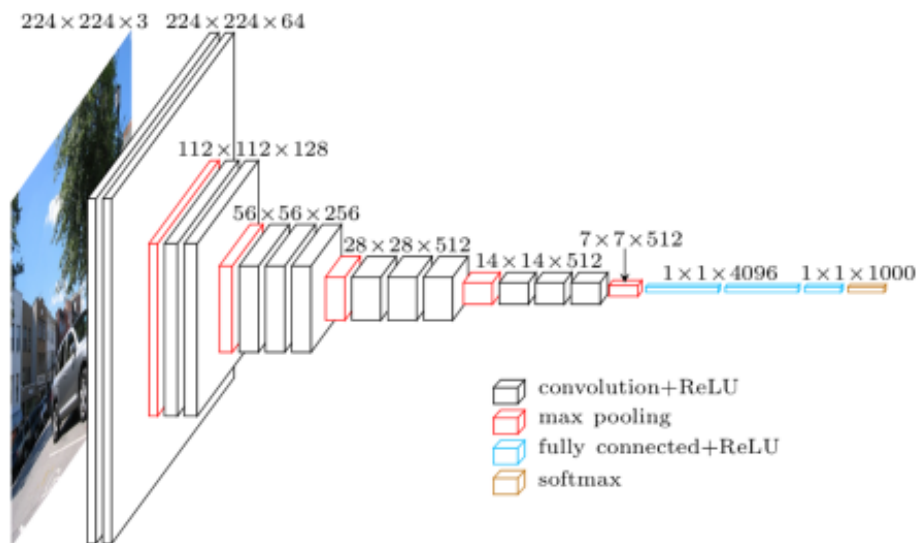 224×224×3
224×224×64
112×112×128
56×56×256
28×28×512
14×14×512
7×7×512
1×1×4096
1×1×1000
convolution+ReLU
max pooling
fully connected+ReLU
softmax